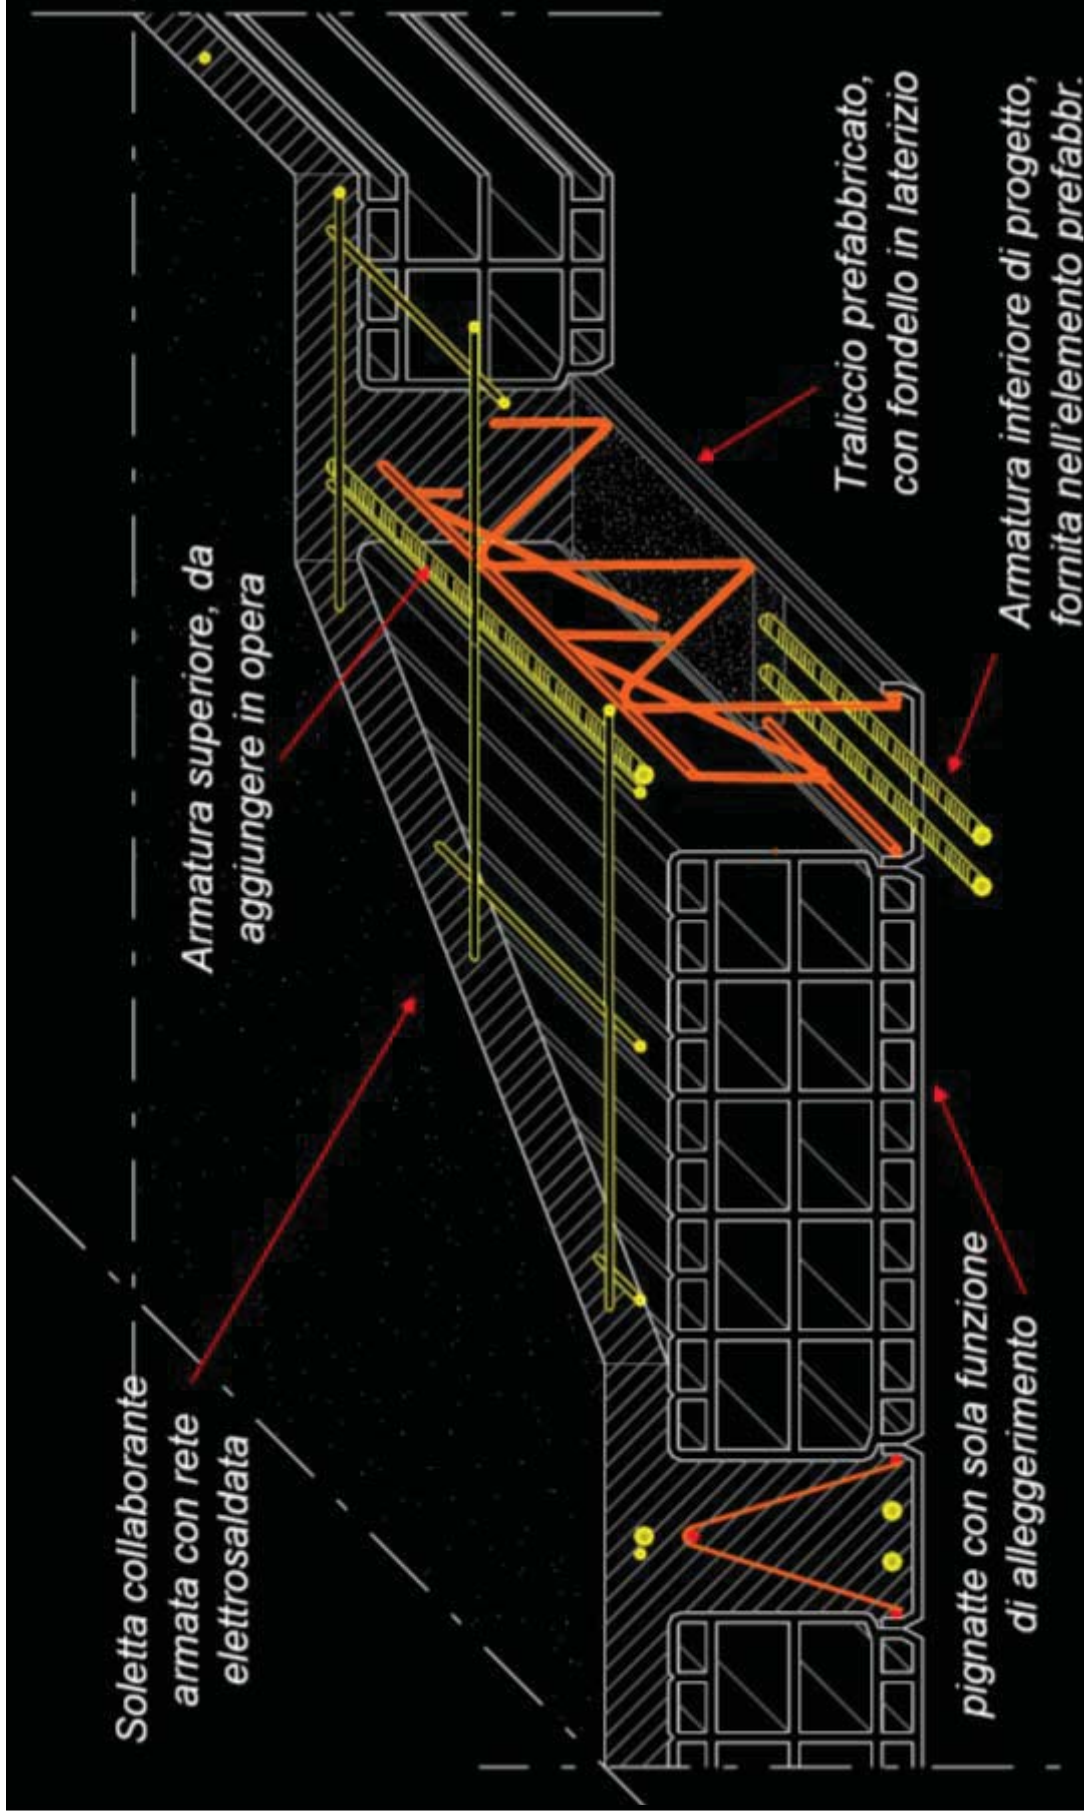 Soletta collaborante
armata con rete
elettrosaldata
Armatura superiore, da
aggiungere in opera
Traliccio prefabbricato,
con fondello in laterizio
pignatte con sola funzione
di alleggerimento
Armatura inferiore di progetto,
fornita nell'elemento prefabbr.